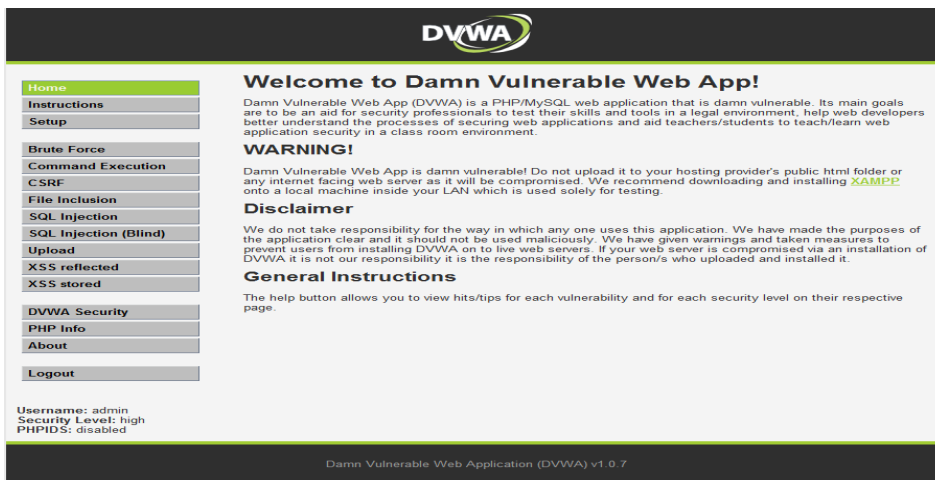 DVWA
Home
Instructions
Setup
Brute Force
Command Execution
CSRF
File Inclusion
SQL Injection
SQL Injection (Blind)
Upload
XSS reflected
XSS stored
DVWA Security
PHP Info
About
Logout
Username: admin
Security Level: high
PHPIDS: disabled
Welcome to Damn Vulnerable Web App!
Damn Vulnerable Web App (DVWA) is a PHP/MySQL web application that is damn vulnerable. Its main goals
are to be an aid for security professionals to test their skills and tools in a legal environment, help web developers
better understand the processes of securing web applications and aid teachers/students to teach/learn web
application security in a class room environment.
WARNING!
Damn Vulnerable Web App is damn vulnerable! Do not upload it to your hosting provider's public html folder or
any internet facing web server as it will be compromised. We recommend downloading and installing XAMPP
onto a local machine inside your LAN which is used solely for testing.
Disclaimer
We do not take responsibility for the way in which any one uses this application. We have made the purposes of
the application clear and it should not be used maliciously. We have given warnings and taken measures to
prevent users from installing DVWA on to live web servers. If your web server is compromised via an installation of
DVWA it is not our responsibility it is the responsibility of the person/s who uploaded and installed it.
General Instructions
The help button allows you to view hits/tips for each vulnerability and for each security level on their respective
page.
Damn Vulnerable Web Application (DVWA) v1.0.7